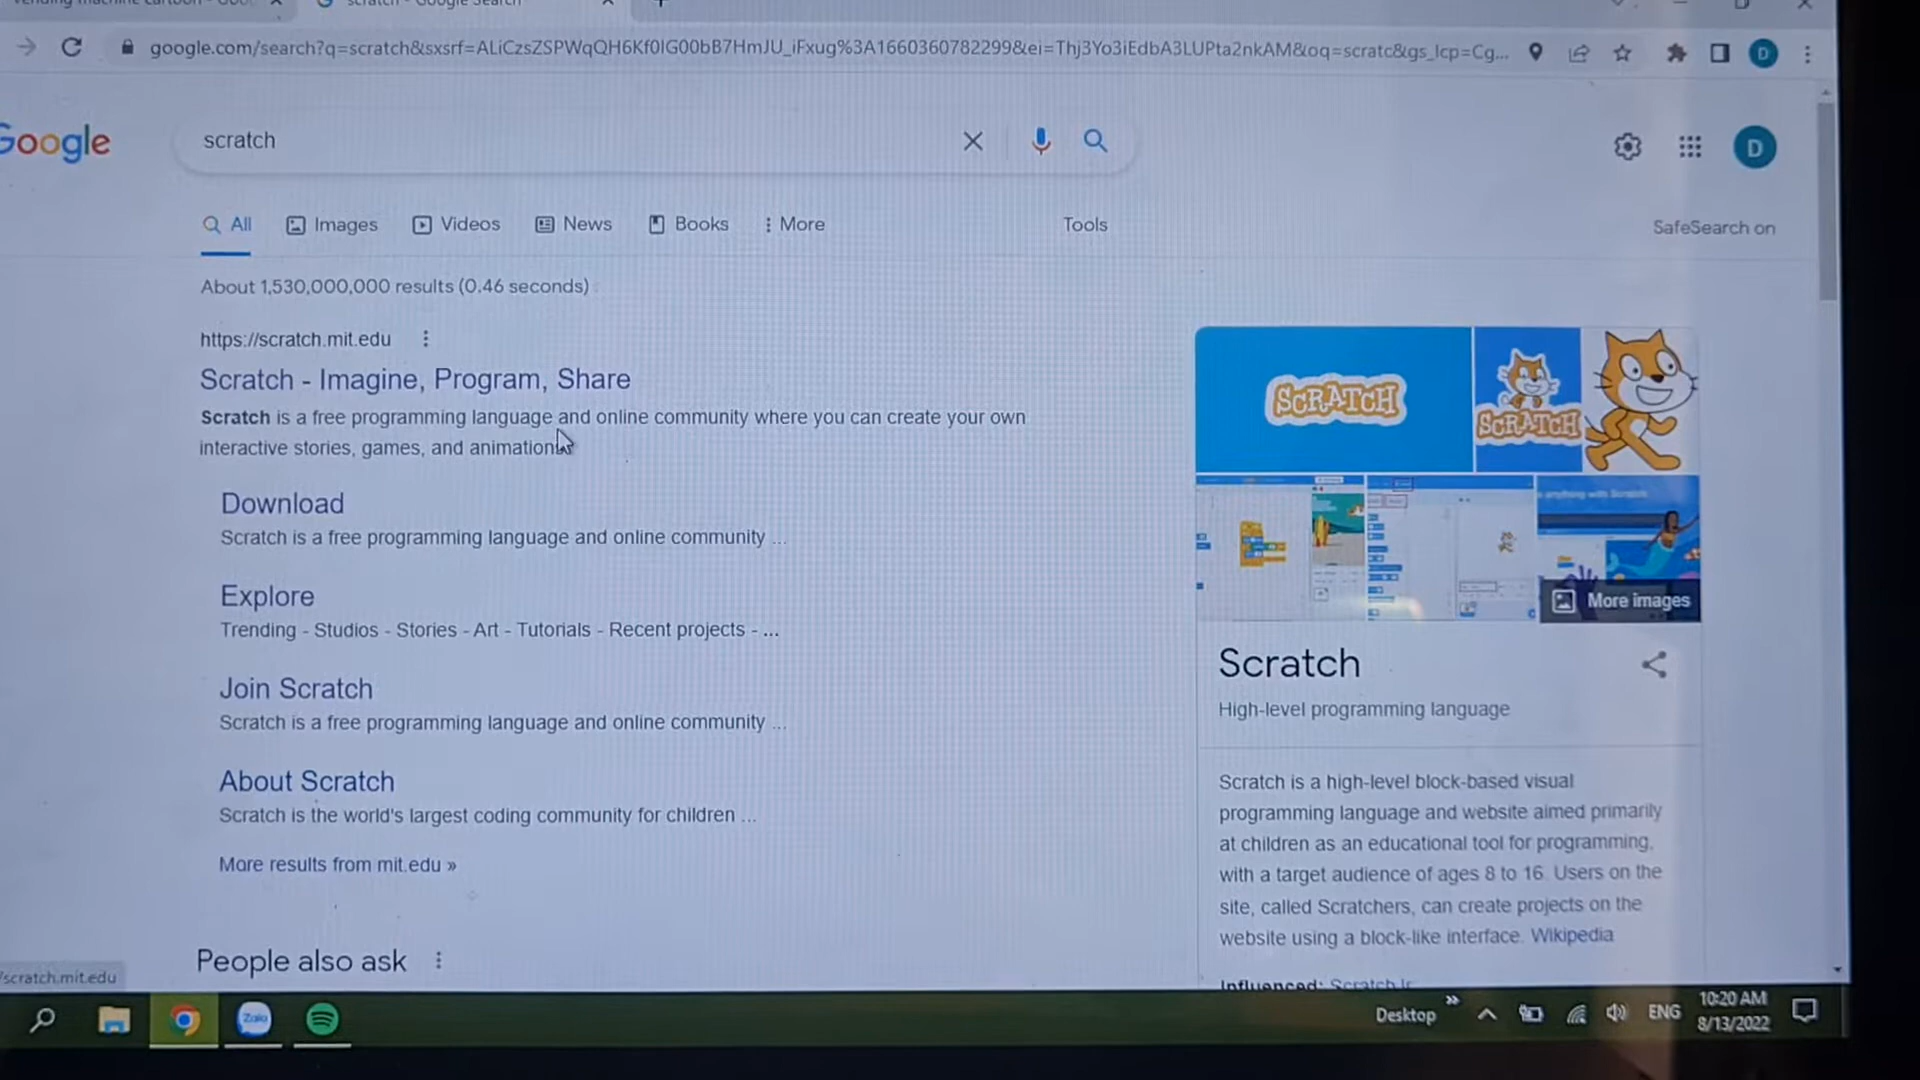 google.com/search?q=scratch&sxsrf=ALiCzsZSPWqQH6Kf0lG00bB7HmJU_iFxug%3A1660360782299&ei=Thj3Yo3iEdbA3LUPta2nkAM&oq=scratc&gs_lcp=Cg...
D
Google
scratch
D
All
Images
Videos
News
Books
More
Tools
SafeSearch on
About 1,530,000,000 results (0.46 seconds)
https://scratch.mit.edu
Scratch - Imagine, Program, Share
Scratch is a free programming language and online community where you can create your own
interactive stories, games, and animations
Download
Scratch is a free programming language and online community ...
Explore
Trending - Studios - Stories - Art - Tutorials - Recent projects - ...
Join Scratch
Scratch is a free programming language and online community ...
About Scratch
Scratch is the world's largest coding community for children ...
More results from mit.edu »
People also ask
SCRATCH
SCRATCH
More images
Scratch
High-level programming language
Scratch is a high-level block-based visual
programming language and website aimed primarily
at children as an educational tool for programming,
with a target audience of ages 8 to 16. Users on the
site, called Scratchers, can create projects on the
website using a block-like interface. Wikipedia
Influenced: Scratch
/scratch.mit.edu
Zalo
Desktop
ENG
10:20 AM
8/13/2022